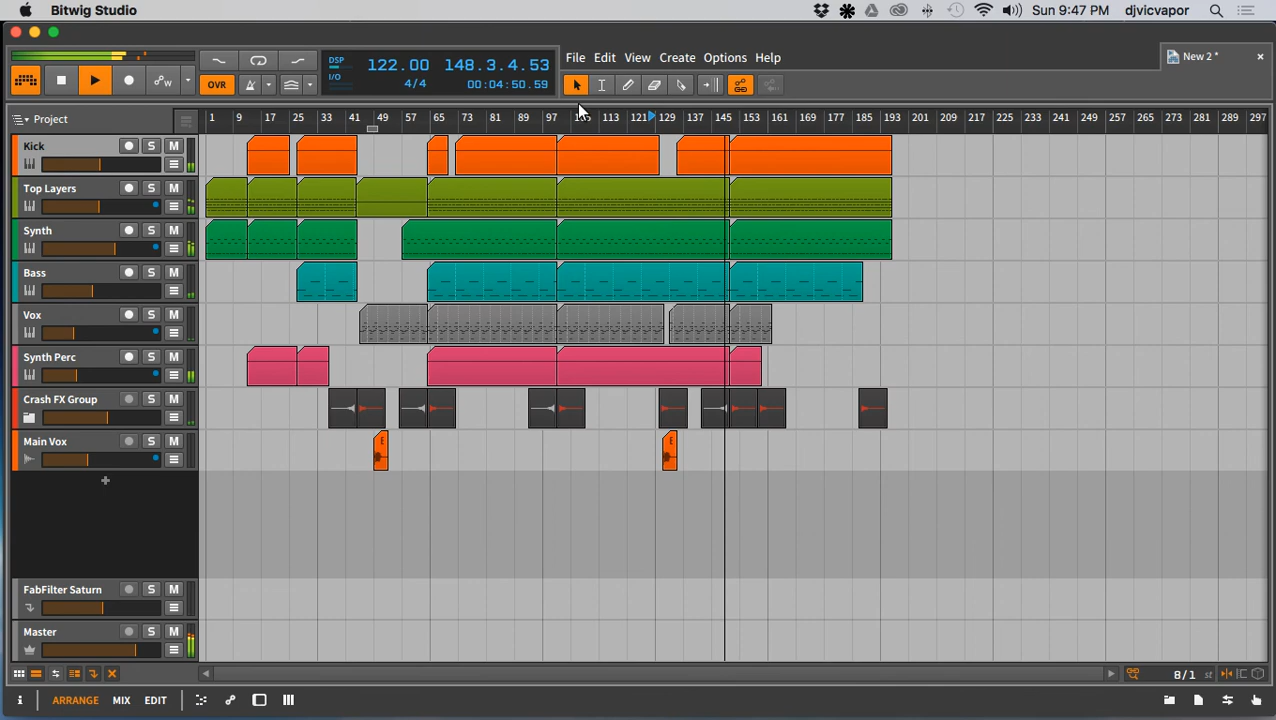 Bitwig Studio
Sun 9:47 PM djvicvapor
OVR
DSP
I/O
122.00 148.3.4.53
4/4 00:04:50.59
File Edit View Create Options Help
New 2 *
Project
1 9 17 25 33 41 49 57 65 73 81 89 97 105 113 121 129 137 145 153 161 169 177 185 193 201 209 217 225 233 241 249 257 265 273 281 289 297
Kick S M
Top Layers S M
Synth S M
Bass S M
Vox S M
Synth Perc S M
Crash FX Group S M
Main Vox S M
E E
FabFilter Saturn S M
Master S M
8/1 st
i ARRANGE MIX EDIT